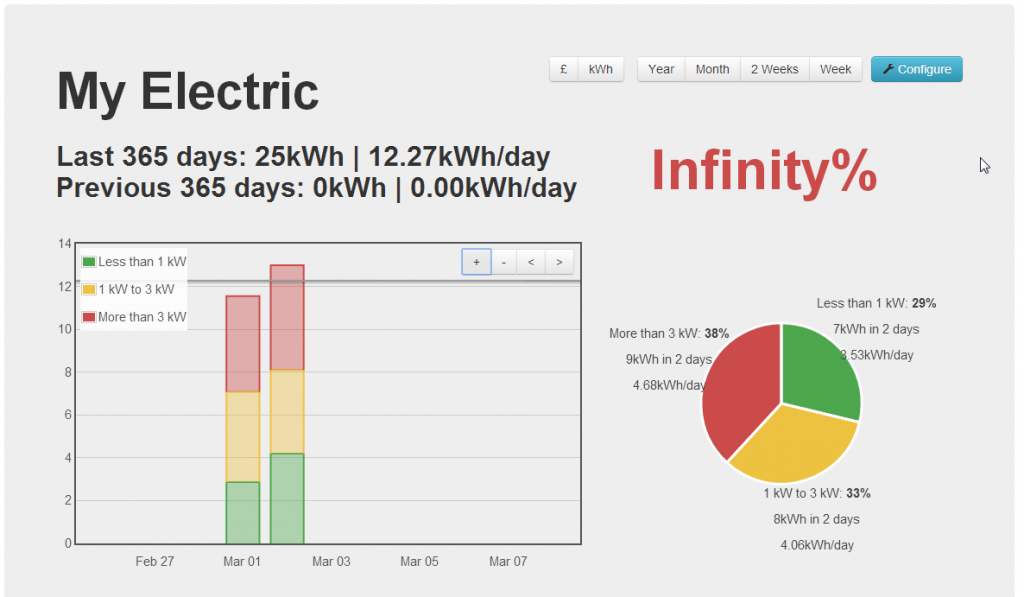 My Electric
£ kWh Year Month 2 Weeks Week Configure
Last 365 days: 25kWh | 12.27kWh/day
Previous 365 days: 0kWh | 0.00kWh/day
Infinity%
14
12
10
8
6
4
2
0
Less than 1 kW
1 kW to 3 kW
More than 3 kW
+ - < >
Feb 27 Mar 01 Mar 03 Mar 05 Mar 07
Less than 1 kW: 29%
7kWh in 2 days
3.53kWh/day
More than 3 kW: 38%
9kWh in 2 days
4.68kWh/day
1 kW to 3 kW: 33%
8kWh in 2 days
4.06kWh/day